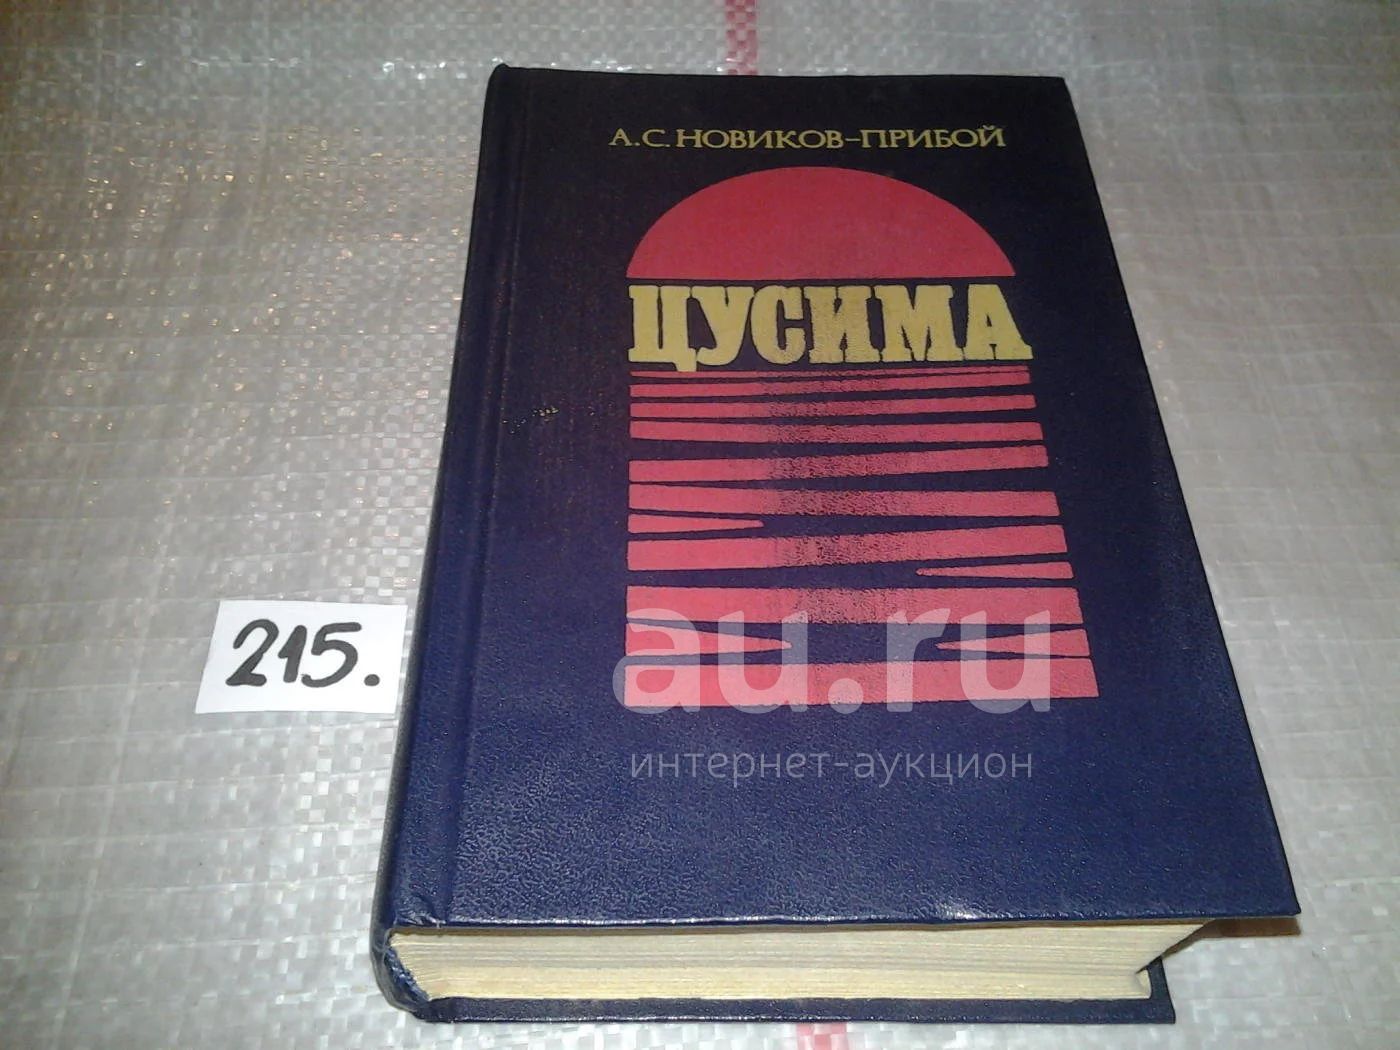 А.С. НОВИКОВ-ПРИБОЙ
ЦУСИМА
215.
au.ru
интернет-аукцион